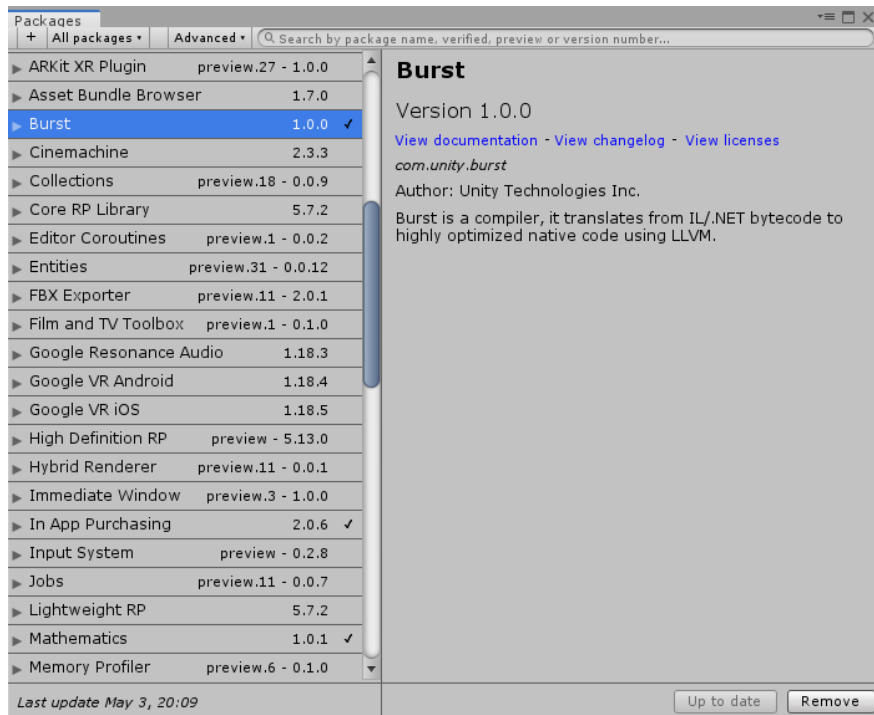 Packages
+ All packages Advanced Search by package name, verified, preview or version number...
ARKit XR Plugin preview.27 - 1.0.0
Asset Bundle Browser 1.7.0
Burst 1.0.0 ✓
Cinemachine 2.3.3
Collections preview.18 - 0.0.9
Core RP Library 5.7.2
Editor Coroutines preview.1 - 0.0.2
Entities preview.31 - 0.0.12
FBX Exporter preview.11 - 2.0.1
Film and TV Toolbox preview.1 - 0.1.0
Google Resonance Audio 1.18.3
Google VR Android 1.18.4
Google VR iOS 1.18.5
High Definition RP preview - 5.13.0
Hybrid Renderer preview.11 - 0.0.1
Immediate Window preview.3 - 1.0.0
In App Purchasing 2.0.6 ✓
Input System preview - 0.2.8
Jobs preview.11 - 0.0.7
Lightweight RP 5.7.2
Mathematics 1.0.1 ✓
Memory Profiler preview.6 - 0.1.0
Last update May 3, 20:09
Burst
Version 1.0.0
View documentation - View changelog - View licenses
com.unity.burst
Author: Unity Technologies Inc.
Burst is a compiler, it translates from IL/.NET bytecode to
highly optimized native code using LLVM.
Up to date Remove